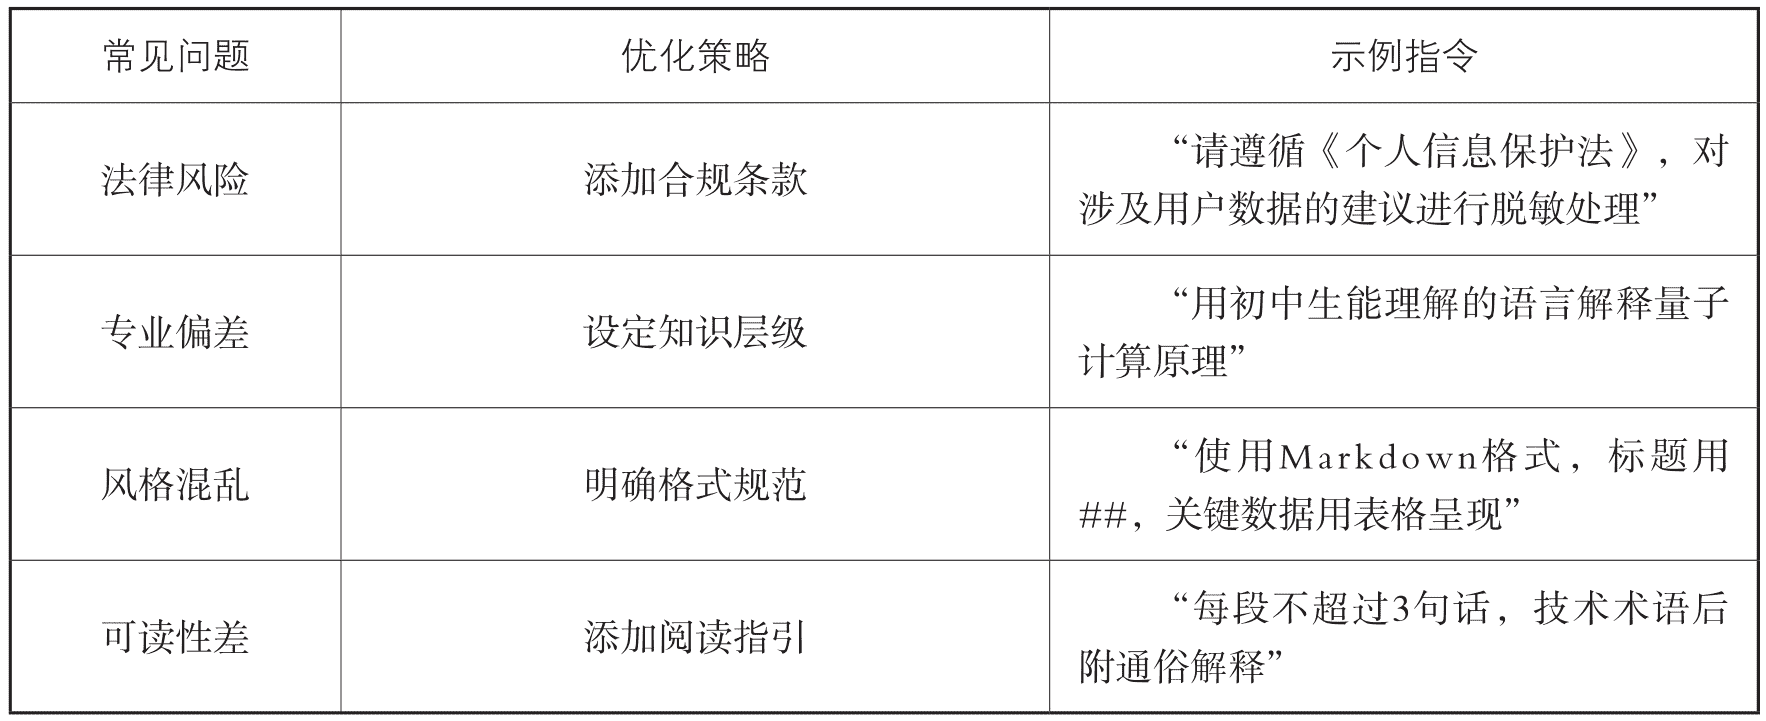 常见问题 优化策略 示例指令
法律风险 添加合规条款 “请遵循《个人信息保护法》，对
涉及用户数据的建议进行脱敏处理”
专业偏差 设定知识层级 “用初中生能理解的语言解释量子
计算原理”
风格混乱 明确格式规范 “使用Markdown格式，标题用
##，关键数据用表格呈现”
可读性差 添加阅读指引 “每段不超过3句话，技术术语后
附通俗解释”